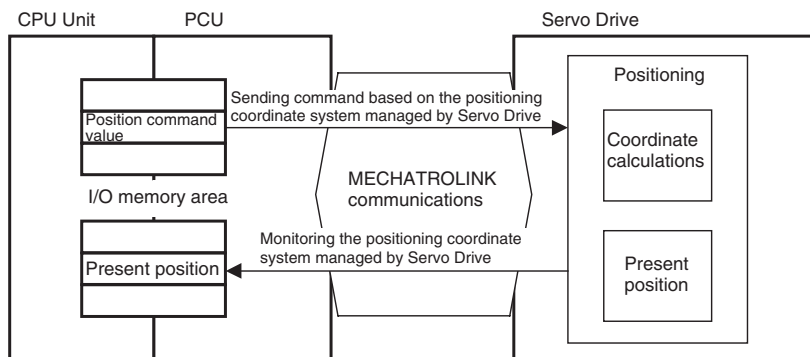 CPU Unit
PCU
Servo Drive
Positioning
Sending command based on the positioning
coordinate system managed by Servo Drive
Position command
value
Coordinate
calculations
MECHATROLINK
communications
I/O memory area
Monitoring the positioning coordinate
system managed by Servo Drive
Present position
Present
position